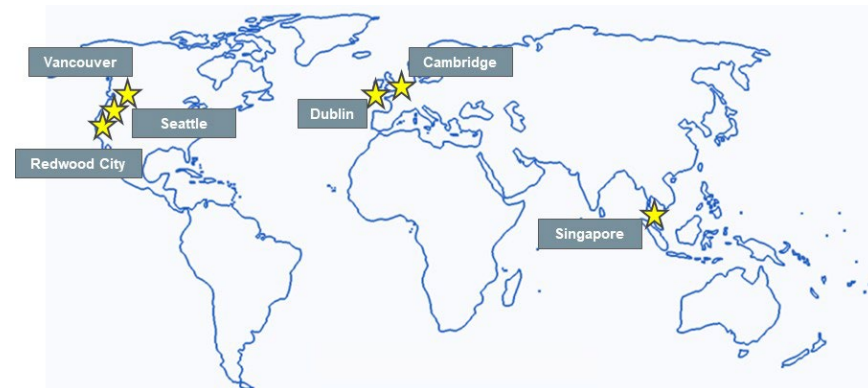 Vancouver
Cambridge
Dublin
Seattle
Redwood City
Singapore